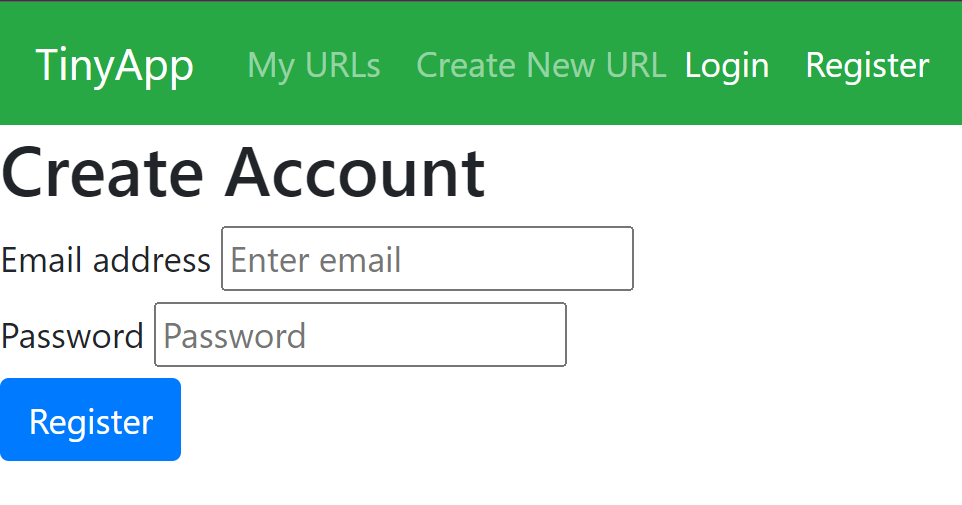 TinyApp My URLs Create New URL Login Register
Create Account
Email address Enter email
Password Password
Register